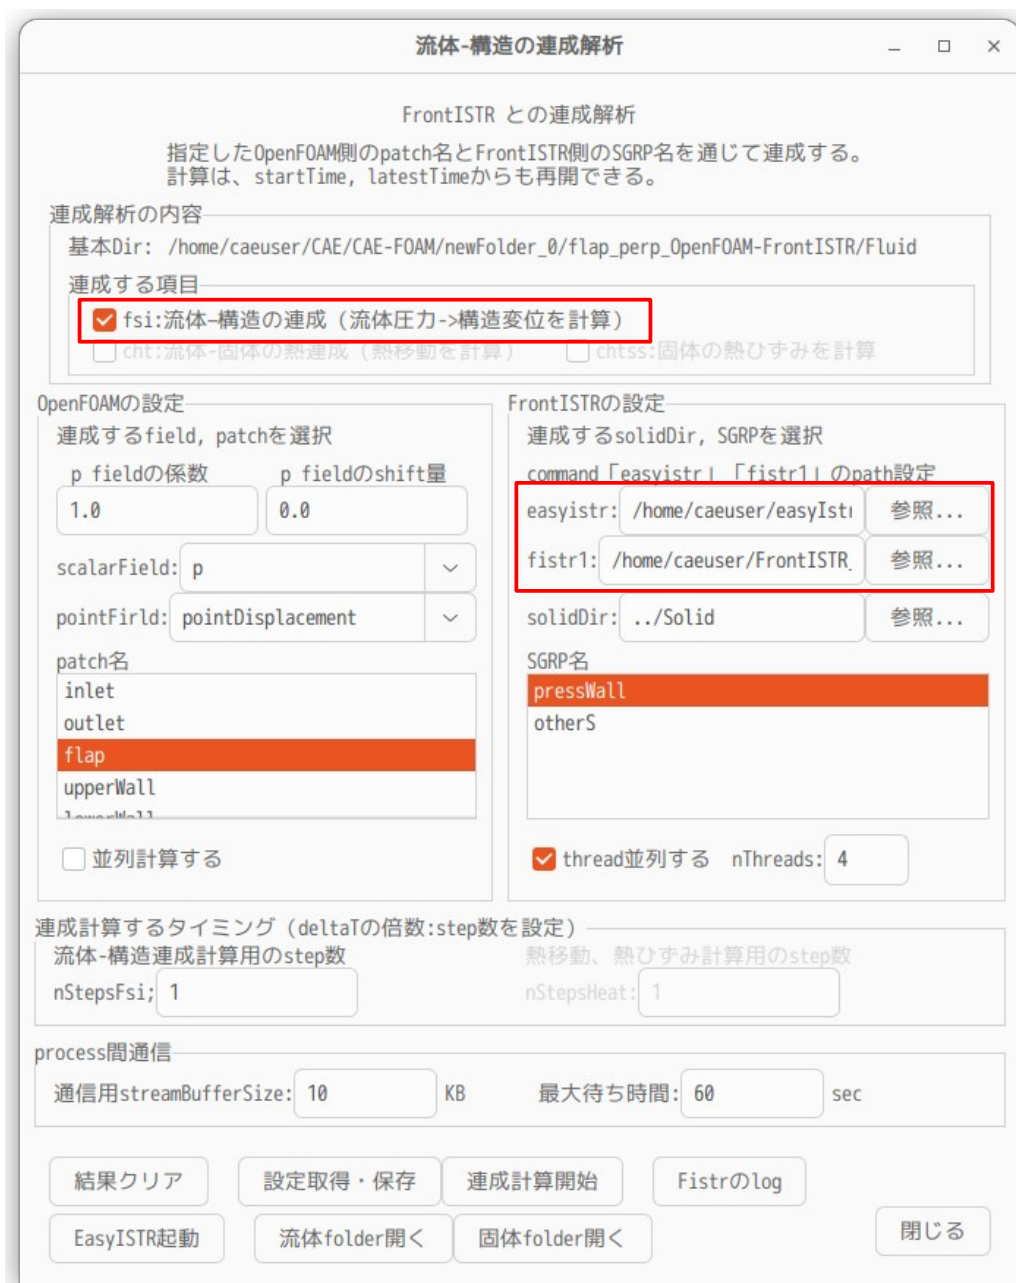 流体-構造の連成解析
FrontISTR との連成解析
指定したOpenFOAM側のpatch名とFrontISTR側のSGRP名を通じて連成する。
計算は、startTime, latestTimeからも再開できる。
連成解析の内容
基本Dir: /home/caeuser/CAE/CAE-FOAM/newFolder_0/flap_perp_OpenFOAM-FrontISTR/Fluid
連成する項目
fsi:流体-構造の連成（流体圧力->構造変位を計算）
cht:流体-固体の熱連成（熱移動を計算） chtss:固体の熱ひずみを計算
OpenFOAMの設定
連成するfield, patchを選択
p fieldの係数 p fieldのshift量
1.0 0.0
scalarField: p
pointFirld: pointDisplacement
patch名
inlet
outlet
flap
upperWall
lowerWall
並列計算する
FrontISTRの設定
連成するsolidDir, SGRPを選択
command「easyistr」「fistr1」のpath設定
easyistr: /home/caeuser/easyIstr 参照...
fistr1: /home/caeuser/FrontISTR_ 参照...
solidDir: ../Solid 参照...
SGRP名
pressWall
otherS
thread並列する nThreads: 4
連成計算するタイミング（deltaTの倍数:step数を設定）
流体-構造連成計算用のstep数 熱移動、熱ひずみ計算用のstep数
nStepsFsi; 1 nStepsHeat: 1
process間通信
通信用streamBufferSize: 10 KB 最大待ち時間: 60 sec
結果クリア 設定取得・保存 連成計算開始 Fistrのlog
EasyISTR起動 流体folder開く 固体folder開く 閉じる